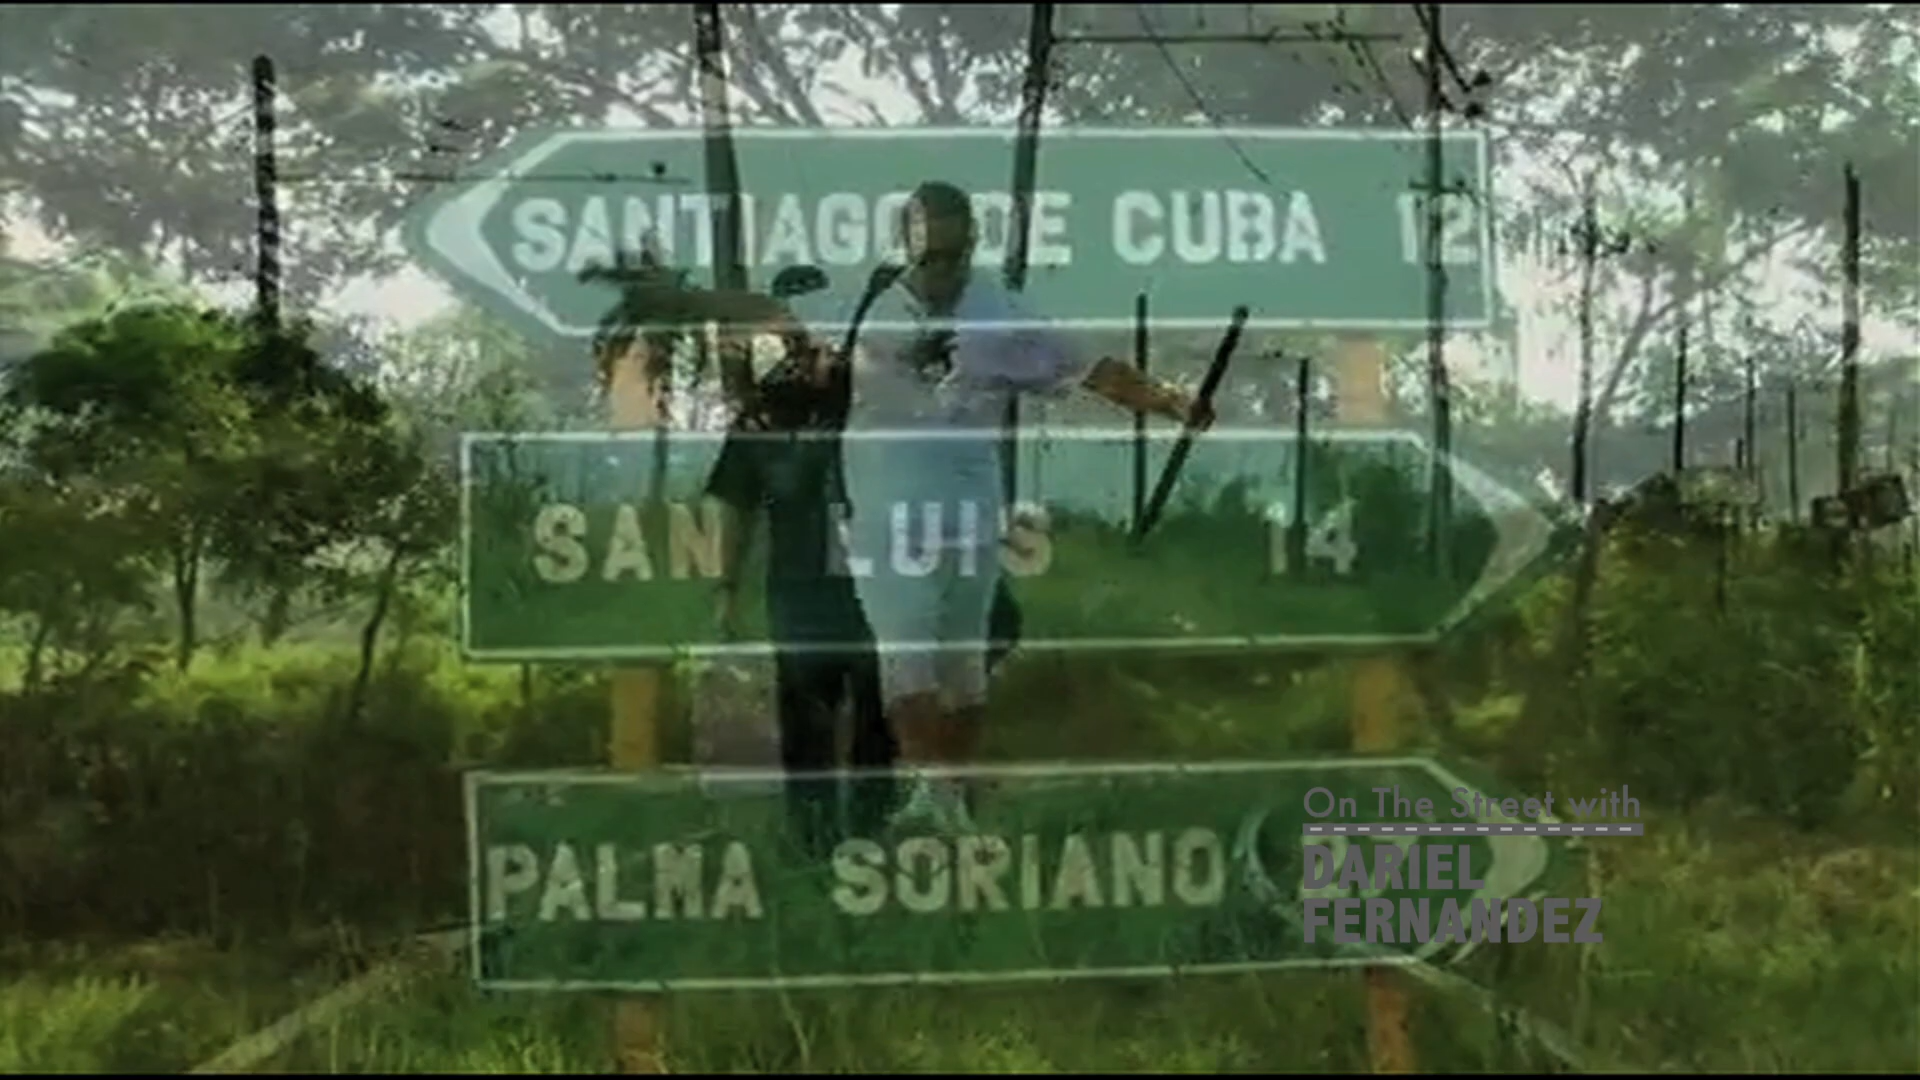 SANTIAGO DE CUBA 12
SAN LUIS 14
PALMA SORIANO
On The Street with
DARIEL
FERNANDEZ